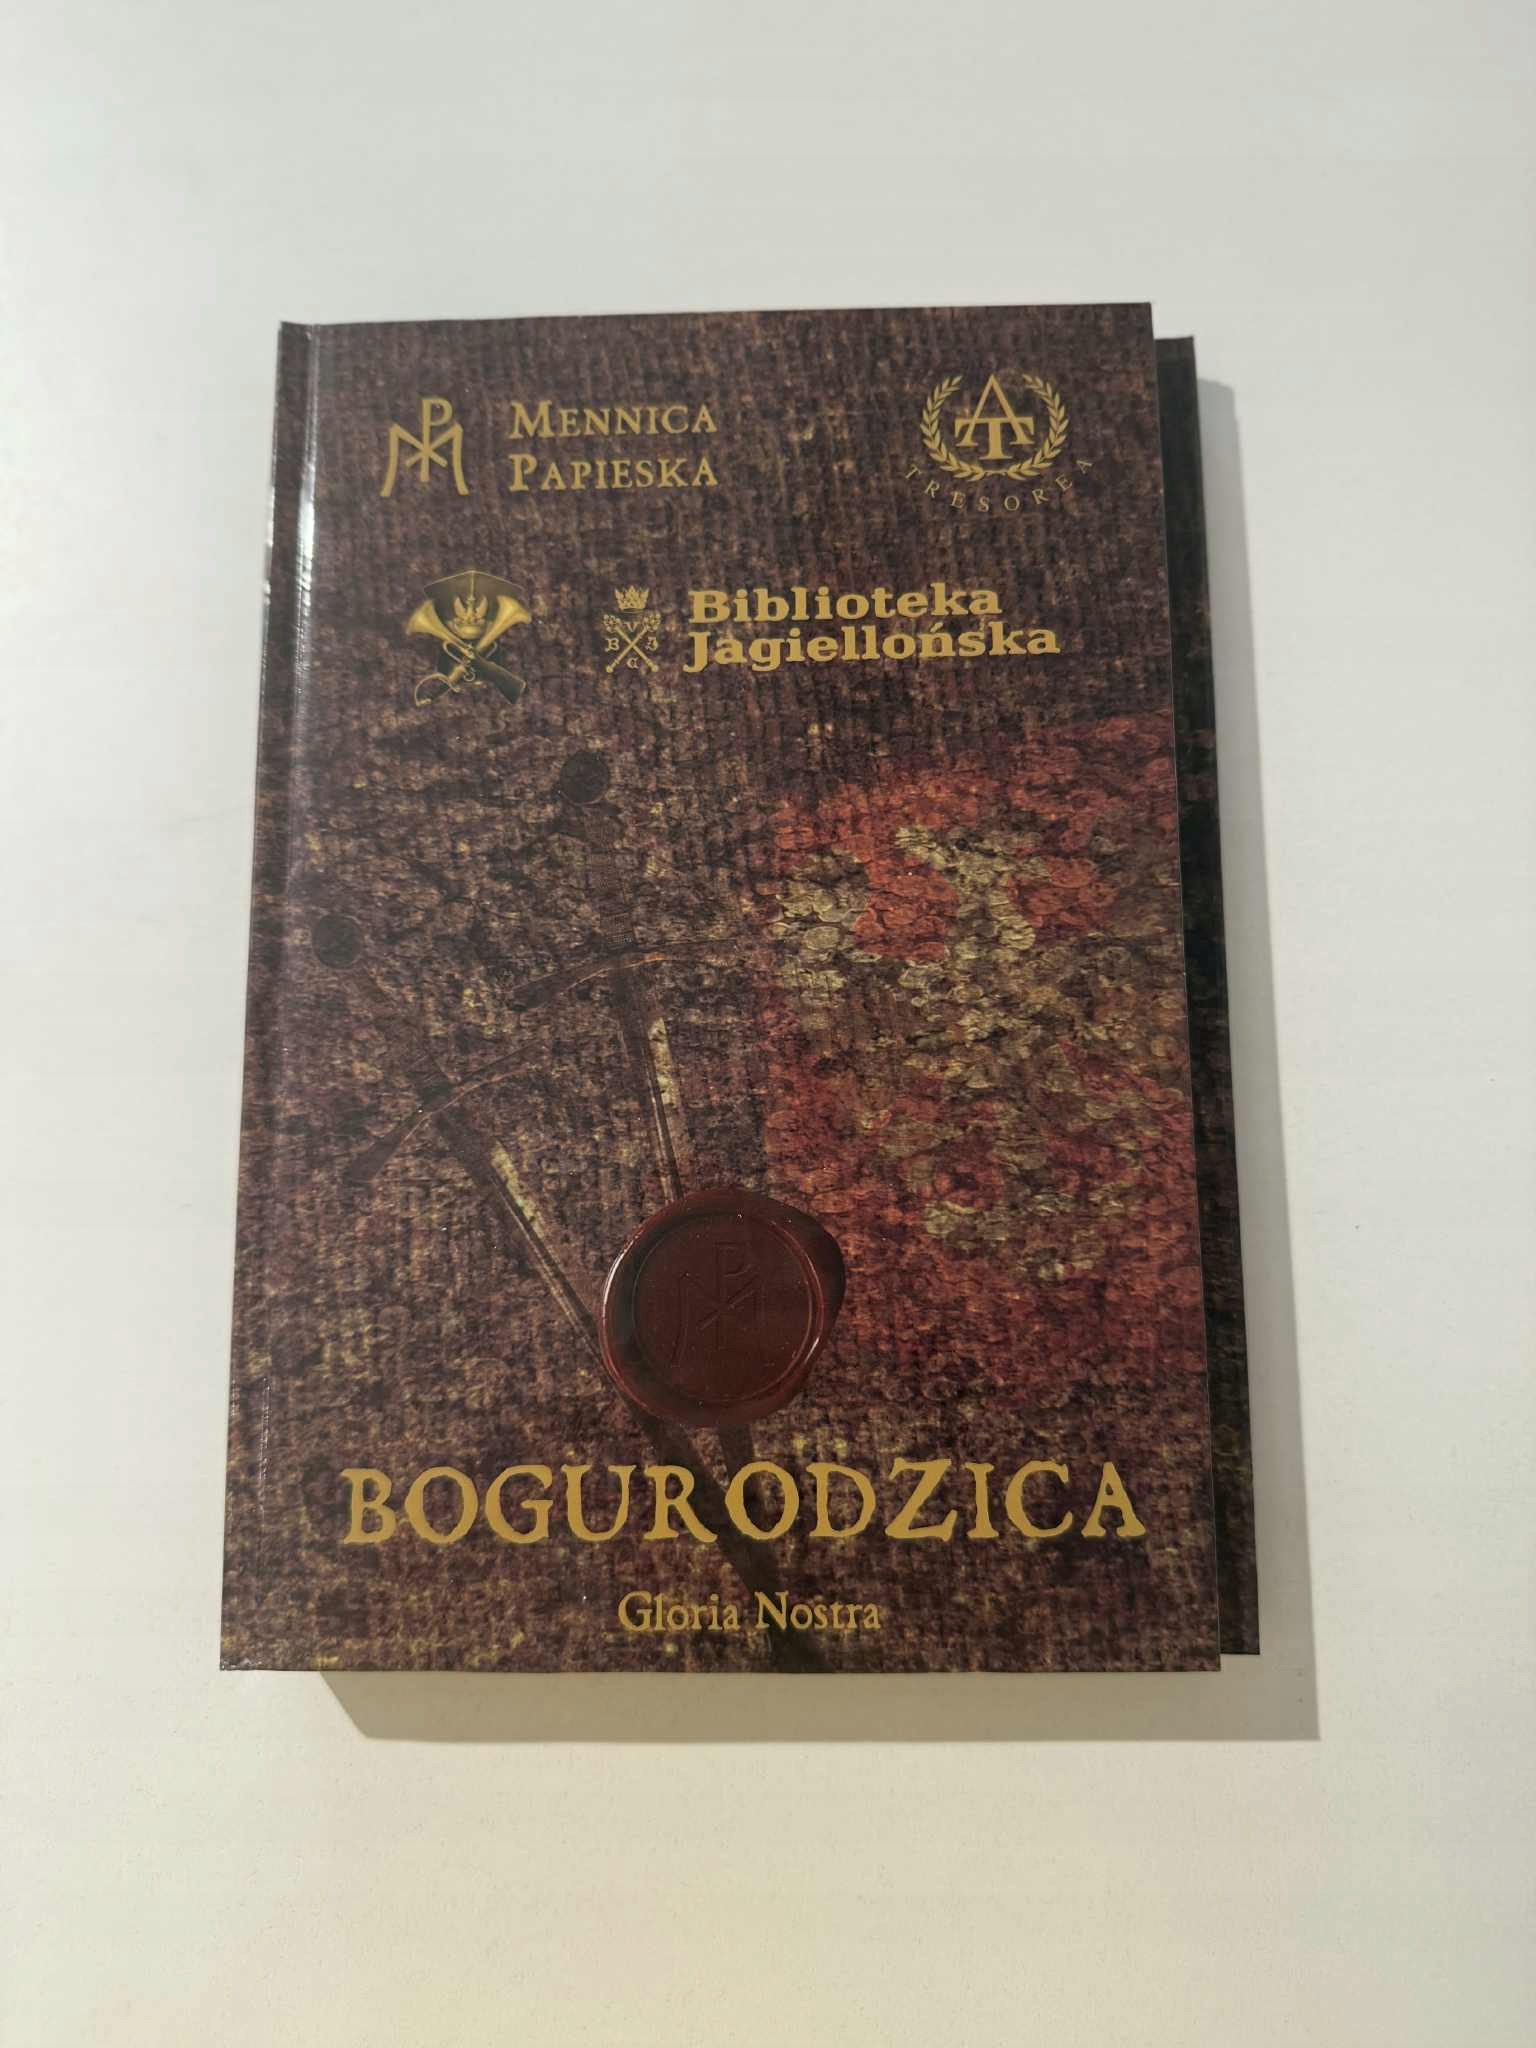 MENNICA
PAPIESKA
AT
TRESOREA
Biblioteka
Jagiellońska
V
B J
C
BOGURODZICA
Gloria Nostra